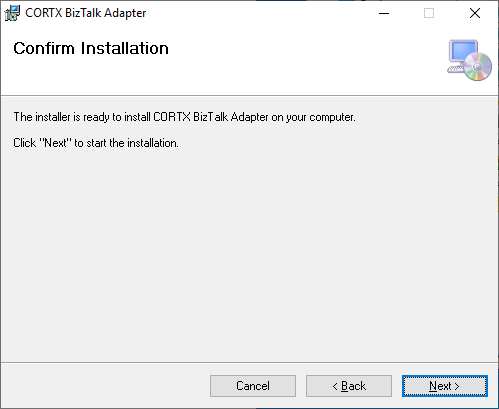 CORTX BizTalk Adapter
Confirm Installation
The installer is ready to install CORTX BizTalk Adapter on your computer.
Click "Next" to start the installation.
Cancel
< Back
Next >